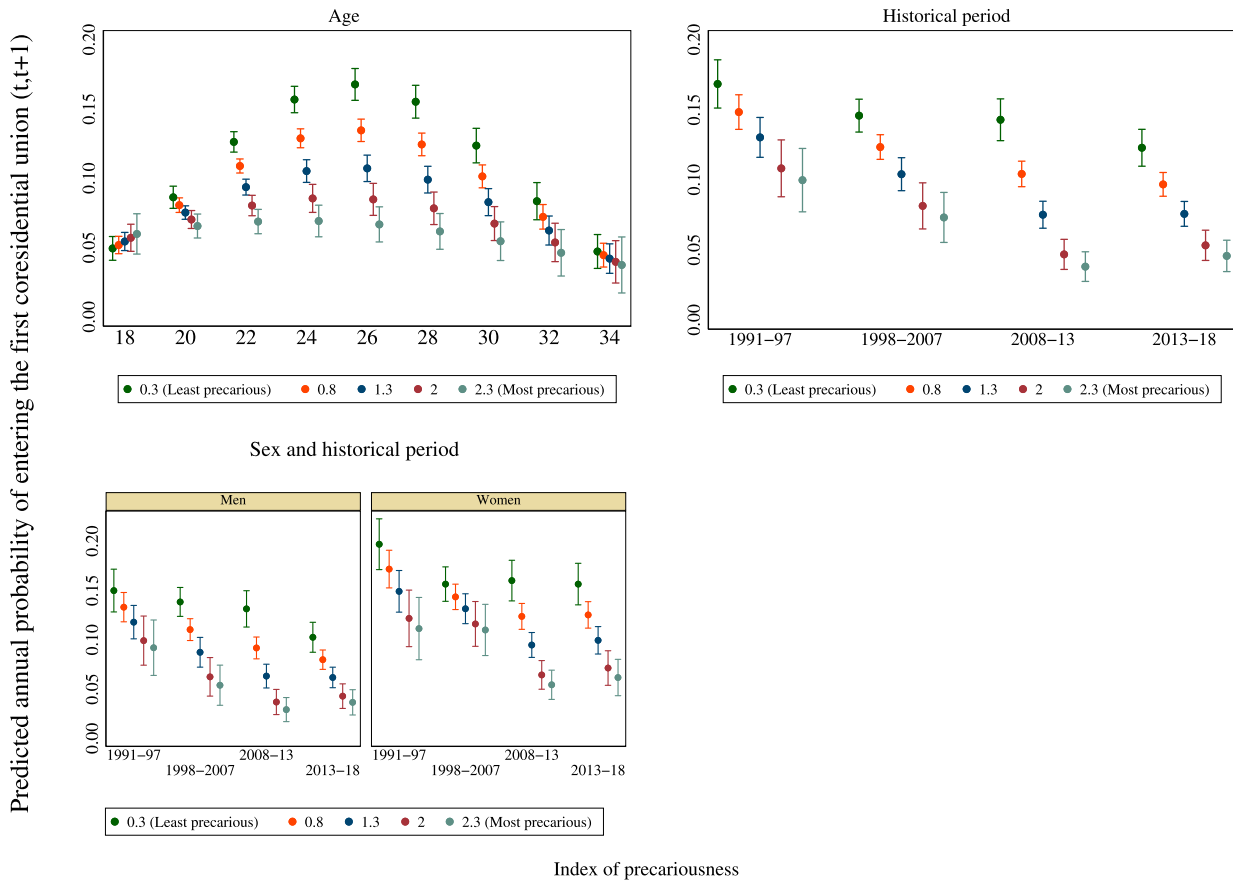 Predicted annual probability of entering the first coresidential union (t,t+1)
Age
0.20
0.15
0.10
0.05
0.00
18 20 22 24 26 28 30 32 34
0.3 (Least precarious) 0.8 1.3 2 2.3 (Most precarious)
Historical period
0.20
0.15
0.10
0.05
0.00
1991–97 1998–2007 2008–13 2013–18
0.3 (Least precarious) 0.8 1.3 2 2.3 (Most precarious)
Sex and historical period
Men Women
0.20
0.15
0.10
0.05
0.00
1991–97 2008–13 1991–97 2008–13
1998–2007 2013–18 1998–2007 2013–18
0.3 (Least precarious) 0.8 1.3 2 2.3 (Most precarious)
Index of precariousness